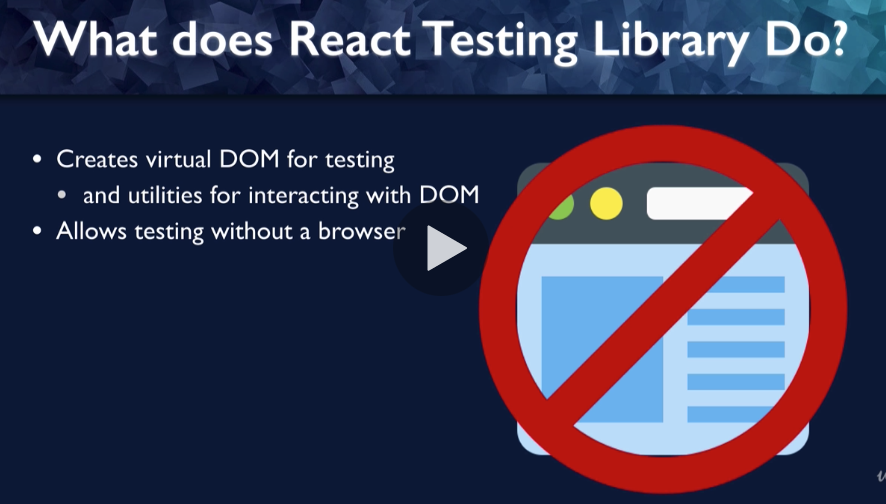 What does React Testing Library Do?
Creates virtual DOM for testing
and utilities for interacting with DOM
Allows testing without a browser